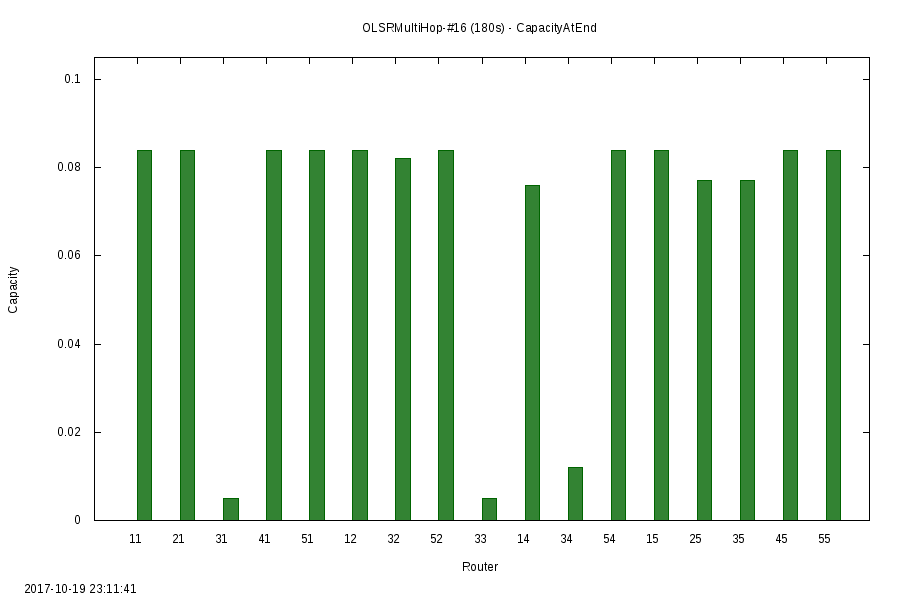 OLSRMultiHop-#16 (180s) - CapacityAtEnd
0.1
0.08
0.06
0.04
0.02
0
Capacity
11 21 31 41 51 12 32 52 33 14 34 54 15 25 35 45 55
Router
2017-10-19 23:11:41